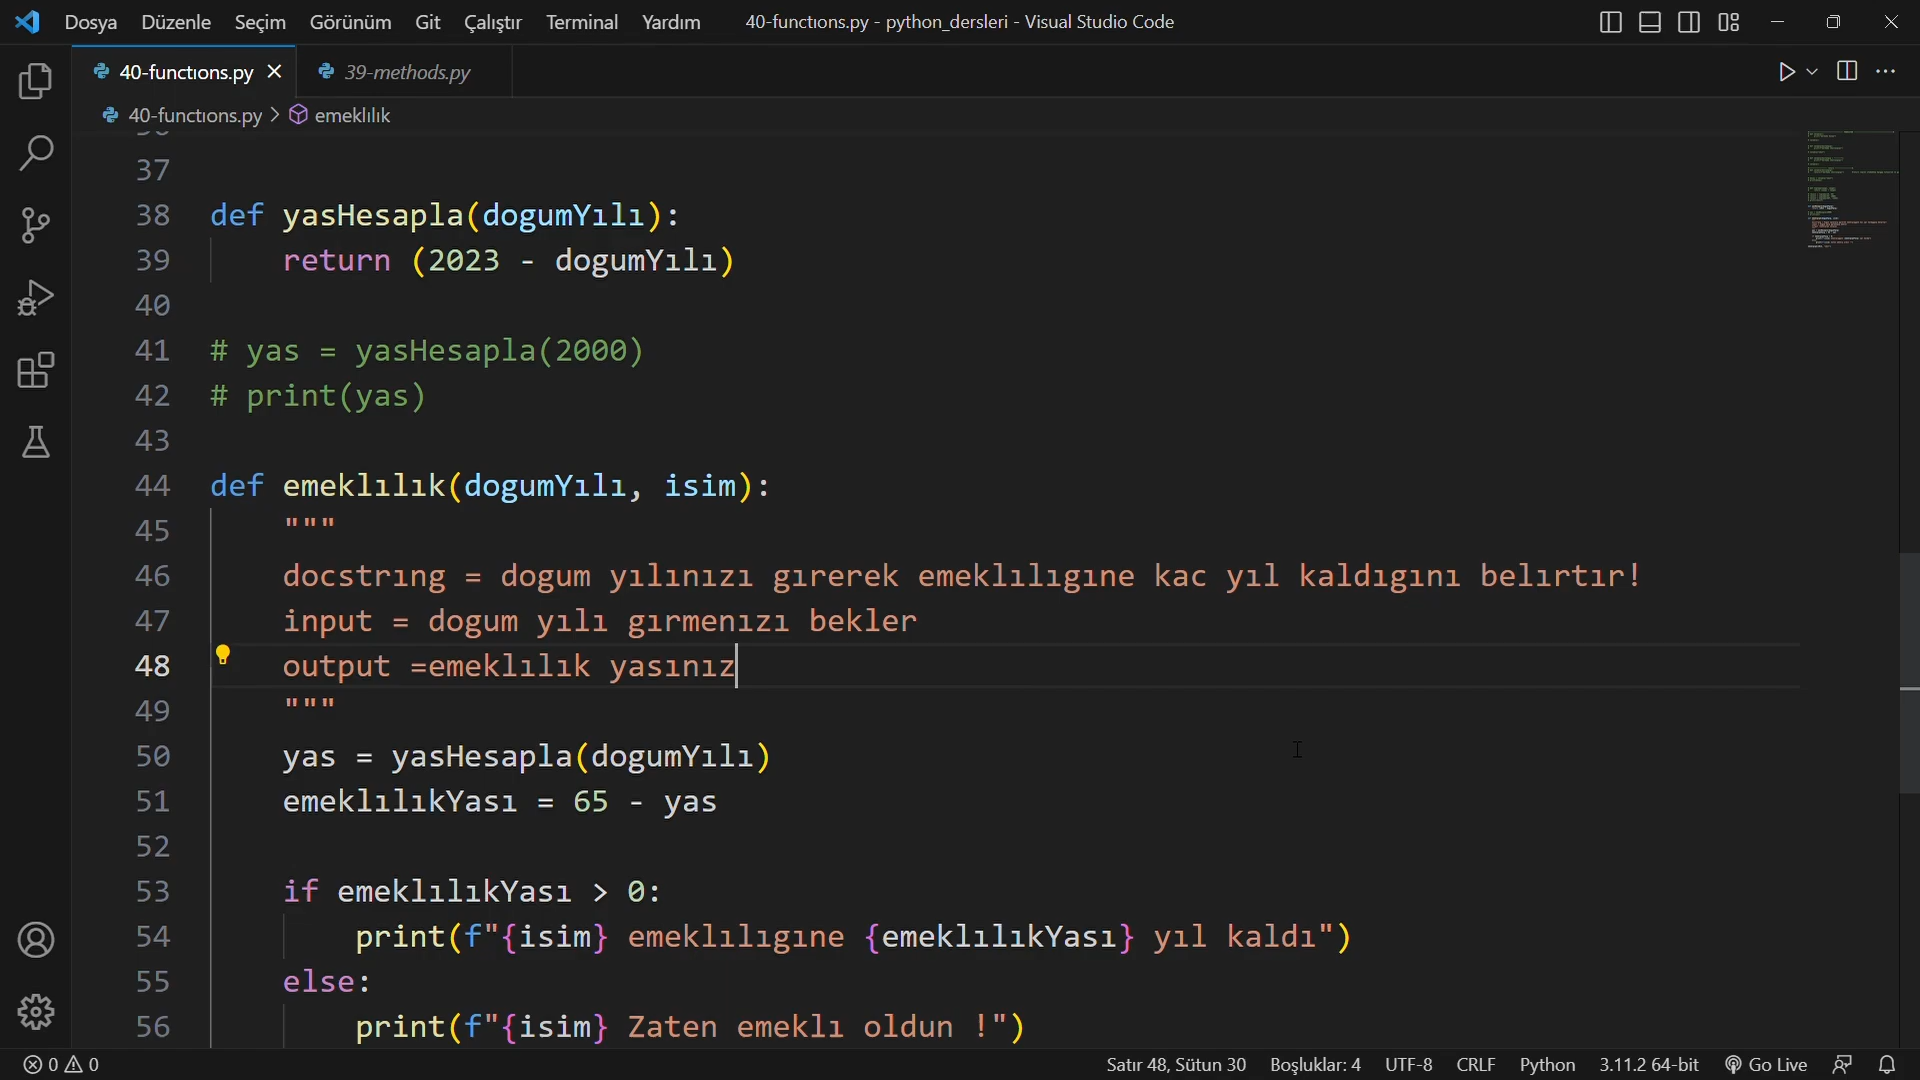 Dosya Düzenle Seçim Görünüm Git Çalıştır Terminal Yardım 40-functıons.py - python_dersleri - Visual Studio Code
40-functıons.py 39-methods.py
40-functıons.py > emeklılık
37
38 def yasHesapla(dogumYılı):
39 return (2023 - dogumYılı)
40
41 # yas = yasHesapla(2000)
42 # print(yas)
43
44 def emeklılık(dogumYılı, isim):
45 """
46 docstrıng = dogum yılınızı gırerek emeklılıgıne kac yıl kaldıgını belırtır!
47 input = dogum yılı gırmenızı bekler
48 output =emeklılık yasınız
49 """
50 yas = yasHesapla(dogumYılı)
51 emeklılıkYası = 65 - yas
52
53 if emeklılıkYası > 0:
54 print(f"{isim} emeklılıgıne {emeklılıkYası} yıl kaldı")
55 else:
56 print(f"{isim} Zaten emeklı oldun !")
0 0 Satır 48, Sütun 30 Boşluklar: 4 UTF-8 CRLF Python 3.11.2 64-bit Go Live